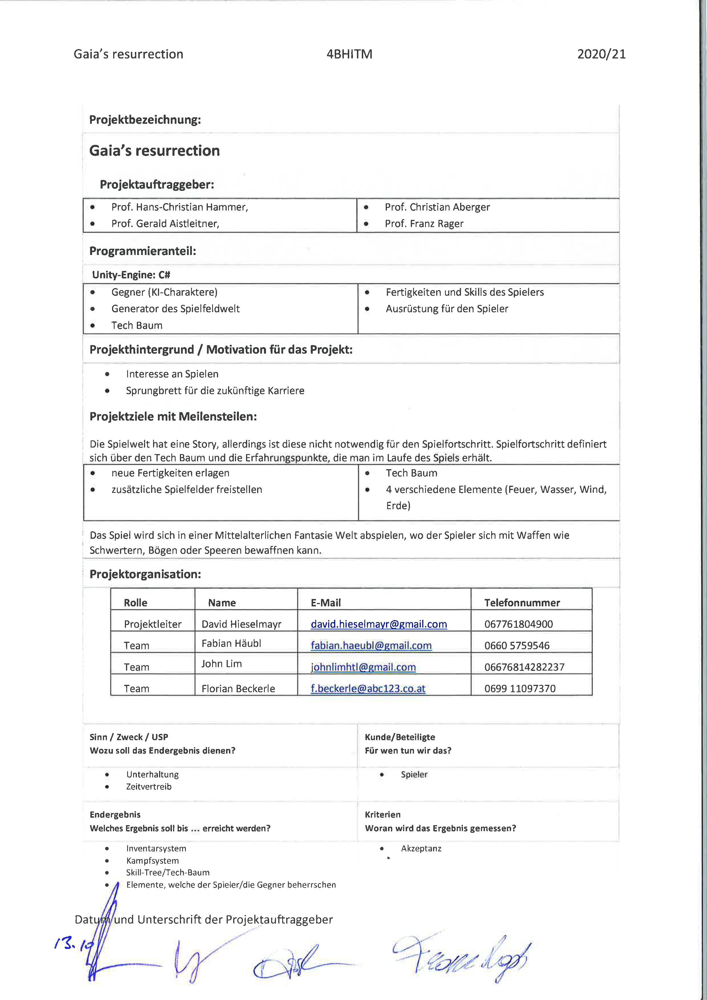 Gaia's resurrection 4BHITM 2020/21
Projektbezeichnung:
Gaia's resurrection
Projektauftraggeber:
• Prof. Hans-Christian Hammer,
• Prof. Gerald Aistleitner,
• Prof. Christian Aberger
• Prof. Franz Rager
Programmieranteil:
Unity-Engine: C#
• Gegner (KI-Charaktere)
• Generator des Spielfeldwelt
• Tech Baum
• Fertigkeiten und Skills des Spielers
• Ausrüstung für den Spieler
Projekthintergrund / Motivation für das Projekt:
• Interesse an Spielen
• Sprungbrett für die zukünftige Karriere
Projektziele mit Meilensteilen:
Die Spielwelt hat eine Story, allerdings ist diese nicht notwendig für den Spielfortschritt. Spielfortschritt definiert
sich über den Tech Baum und die Erfahrungspunkte, die man im Laufe des Spiels erhält.
• neue Fertigkeiten erlagen
• zusätzliche Spielfelder freistellen
• Tech Baum
• 4 verschiedene Elemente (Feuer, Wasser, Wind,
Erde)
Das Spiel wird sich in einer Mittelalterlichen Fantasie Welt abspielen, wo der Spieler sich mit Waffen wie
Schwertern, Bögen oder Speeren bewaffnen kann.
Projektorganisation:
Rolle Name E-Mail Telefonnummer
Projektleiter David Hieselmayr david.hieselmayr@gmail.com 067761804900
Team Fabian Häubl fabian.haeubl@gmail.com 0660 5759546
Team John Lim johnlimhtl@gmail.com 06676814282237
Team Florian Beckerle f.beckerle@abc123.co.at 0699 11097370
Sinn / Zweck / USP
Wozu soll das Endergebnis dienen?
Kunde/Beteiligte
Für wen tun wir das?
• Unterhaltung
• Zeitvertreib
• Spieler
Endergebnis
Welches Ergebnis soll bis ... erreicht werden?
Kriterien
Woran wird das Ergebnis gemessen?
• Inventarsystem
• Kampfsystem
• Skill-Tree/Tech-Baum
• Elemente, welche der Spieler/die Gegner beherrschen
• Akzeptanz
Datum und Unterschrift der Projektauftraggeber
13. 10